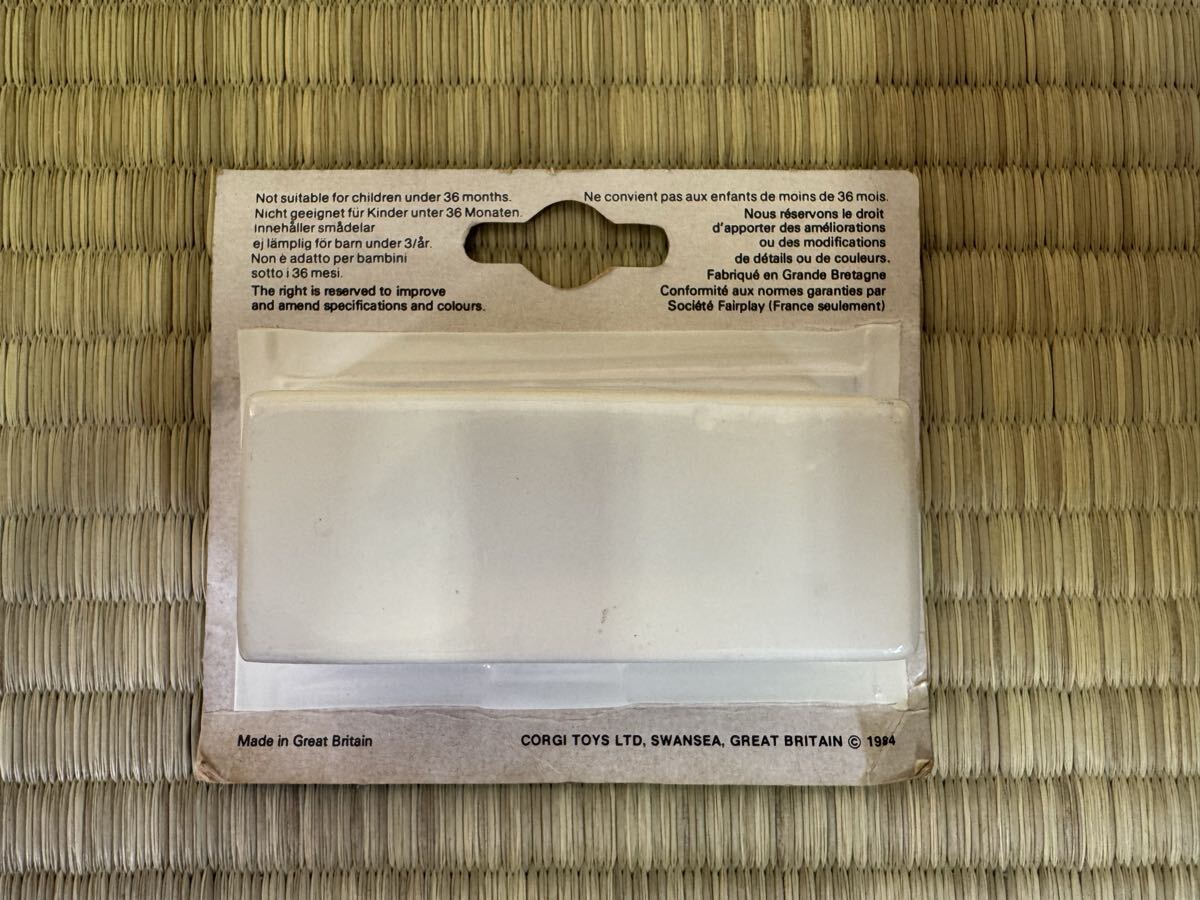 Not suitable for children under 36 months.
Nicht geeignet für Kinder unter 36 Monaten.
Innehåller smådelar
ej lämplig för barn under 3/år.
Non è adatto per bambini
sotto i 36 mesi.
The right is reserved to improve
and amend specifications and colours.
Ne convient pas aux enfants de moins de 36 mois.
Nous réservons le droit
d'apporter des améliorations
ou des modifications
de détails ou de couleurs.
Fabriqué en Grande Bretagne
Conformité aux normes garanties par
Société Fairplay (France seulement)
Made in Great Britain
CORGI TOYS LTD, SWANSEA, GREAT BRITAIN © 1984